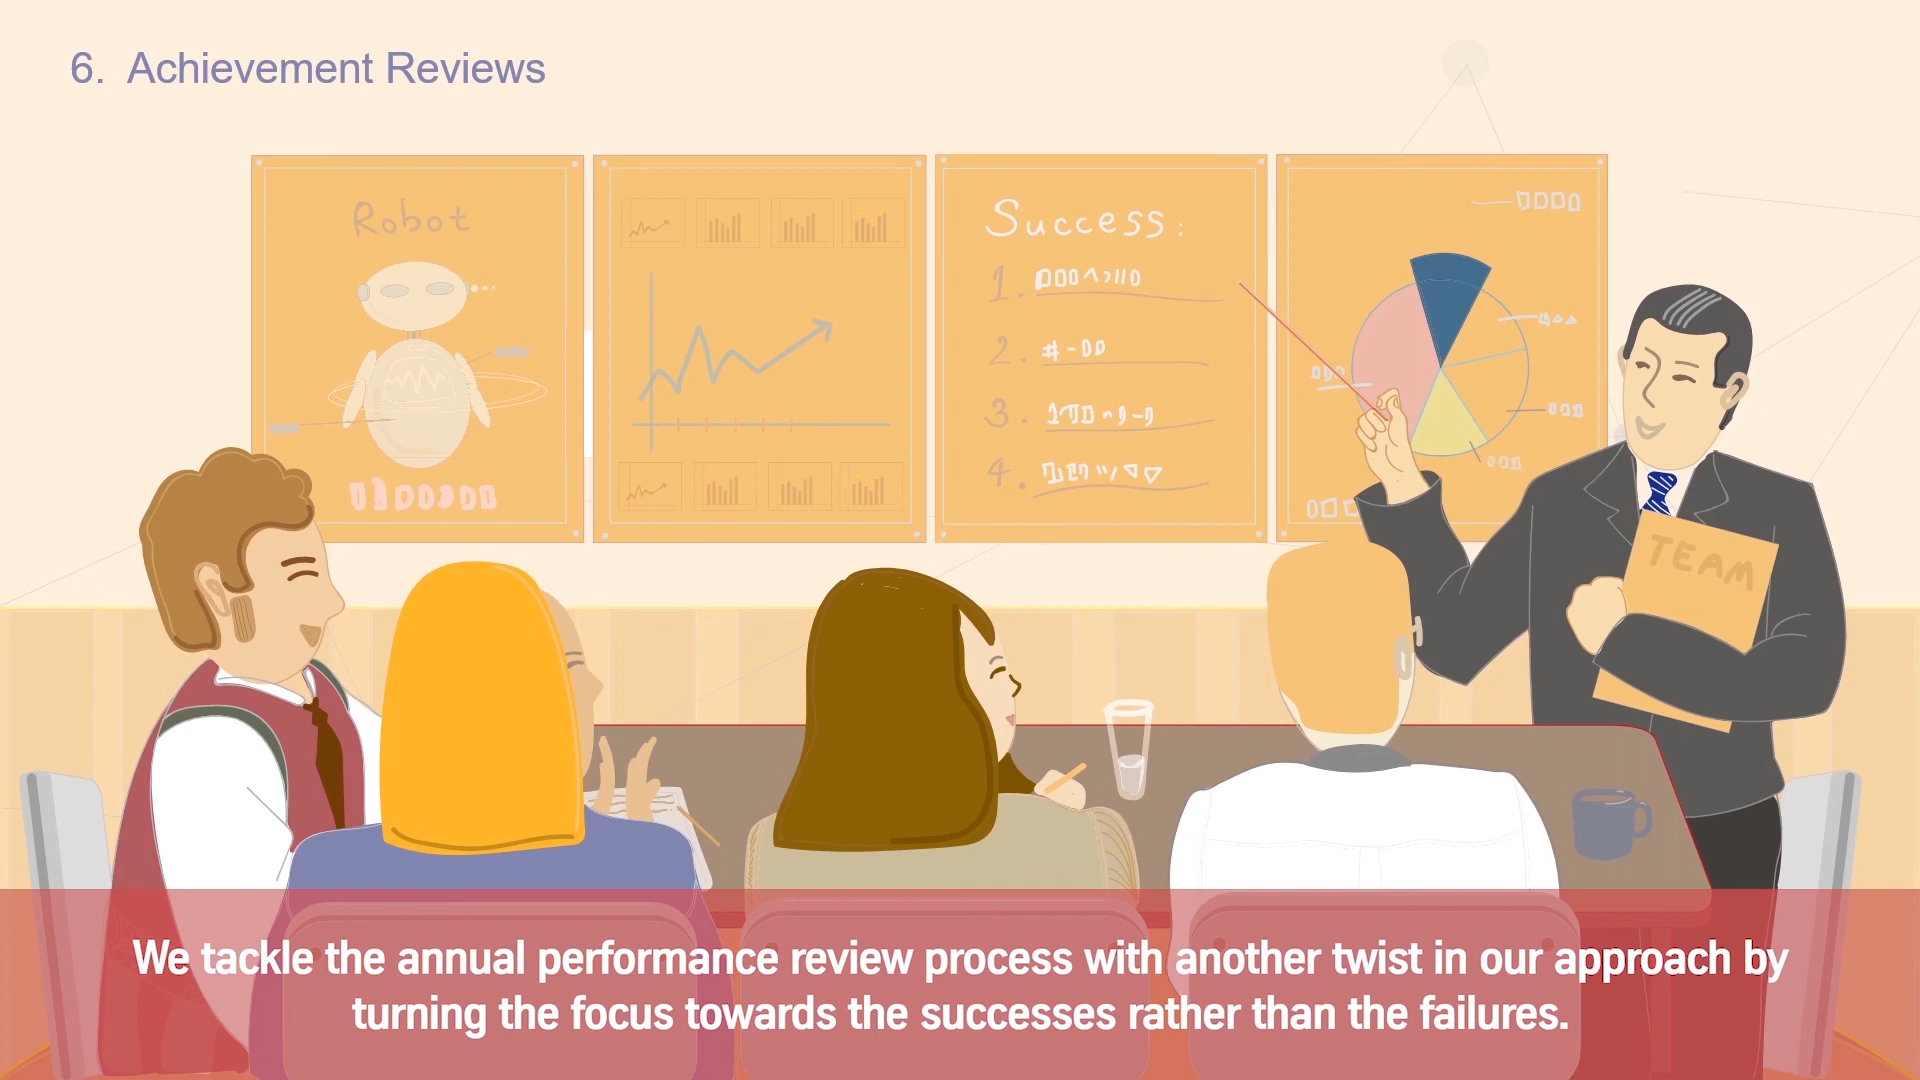 6. Achievement Reviews
Robot
Success:
1.
2.
3.
4.
TEAM
We tackle the annual performance review process with another twist in our approach by
turning the focus towards the successes rather than the failures.